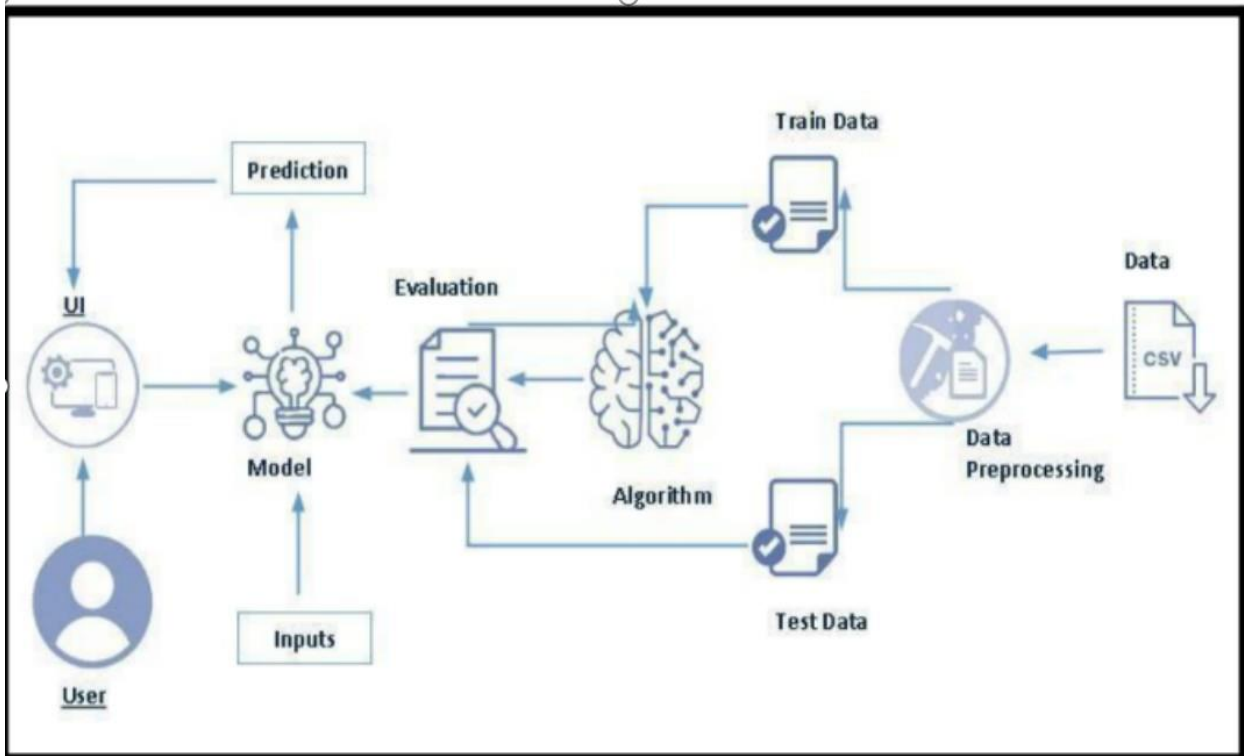 Train Data
Prediction
Data
Evaluation
UI
CSV
Data
Preprocessing
Model
Algorithm
Inputs
Test Data
User